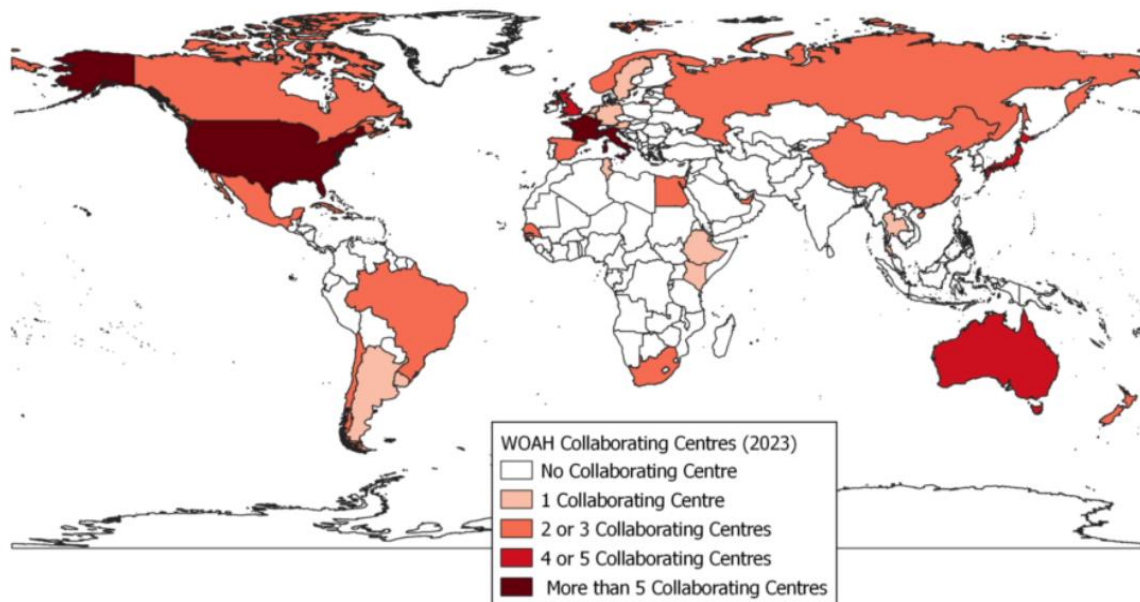 WOAH Collaborating Centres (2023)
No Collaborating Centre
1 Collaborating Centre
2 or 3 Collaborating Centres
4 or 5 Collaborating Centres
More than 5 Collaborating Centres